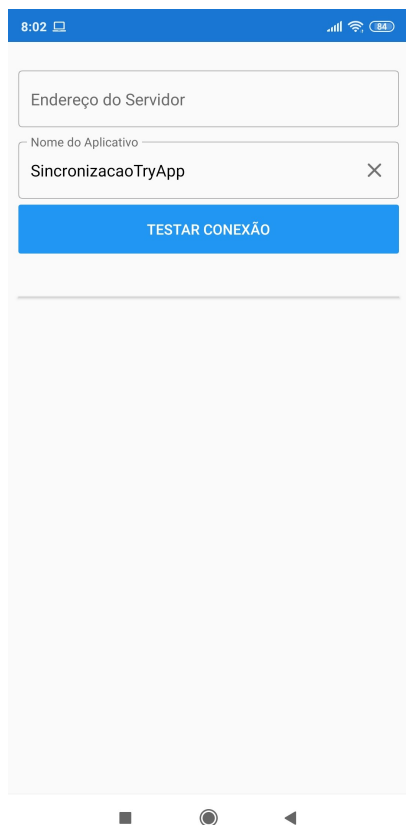 8:02
84
Endereço do Servidor
Nome do Aplicativo
SincronizacaoTryApp
TESTAR CONEXÃO